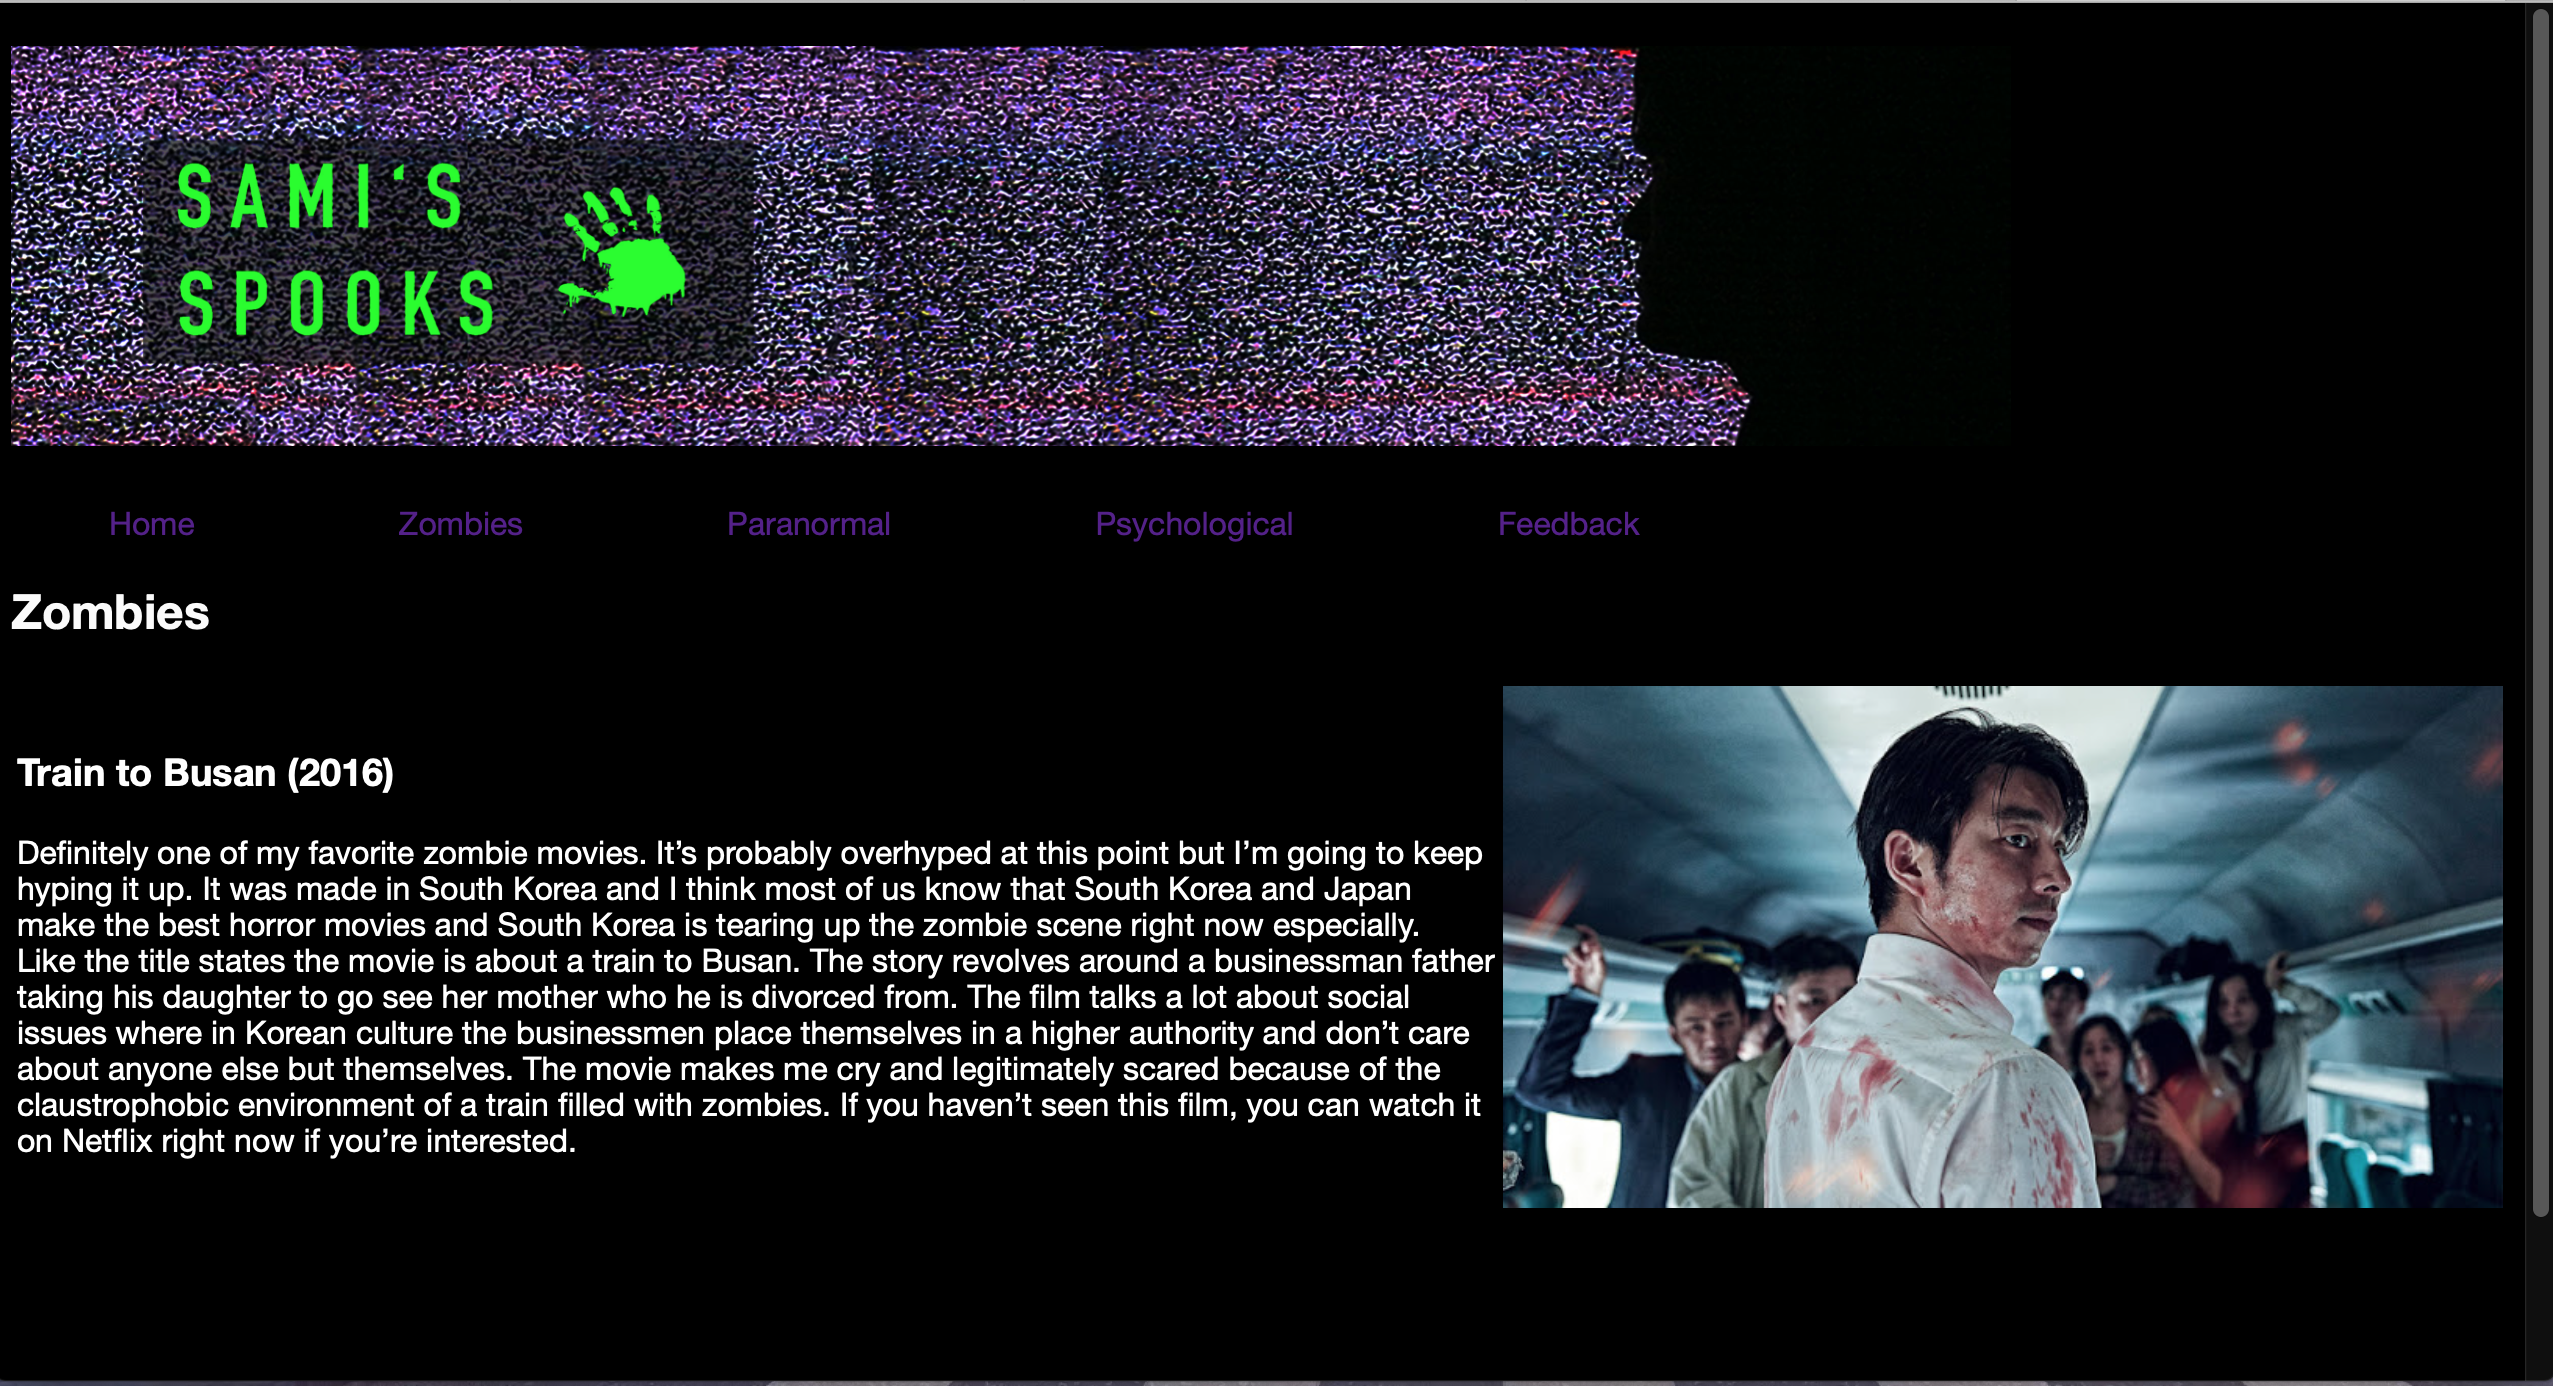 SAMI'S
SPOOKS
Home Zombies Paranormal Psychological Feedback
Zombies
Train to Busan (2016)
Definitely one of my favorite zombie movies. It’s probably overhyped at this point but I’m going to keep
hyping it up. It was made in South Korea and I think most of us know that South Korea and Japan
make the best horror movies and South Korea is tearing up the zombie scene right now especially.
Like the title states the movie is about a train to Busan. The story revolves around a businessman father
taking his daughter to go see her mother who he is divorced from. The film talks a lot about social
issues where in Korean culture the businessmen place themselves in a higher authority and don’t care
about anyone else but themselves. The movie makes me cry and legitimately scared because of the
claustrophobic environment of a train filled with zombies. If you haven’t seen this film, you can watch it
on Netflix right now if you’re interested.